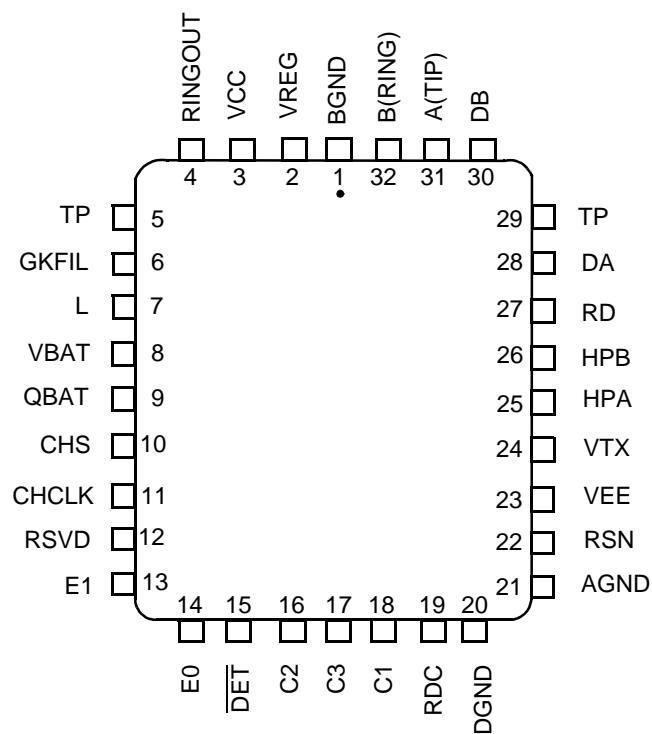 RINGOUT
VCC
VREG
BGND
B(RING)
A(TIP)
DB
4 3 2 1 32 31 30
TP 5 29 TP
GKFIL 6 28 DA
L 7 27 RD
VBAT 8 26 HPB
QBAT 9 25 HPA
CHS 10 24 VTX
CHCLK 11 23 VEE
RSVD 12 22 RSN
E1 13 21 AGND
14 15 16 17 18 19 20
E0
DET
C2
C3
C1
RDC
DGND